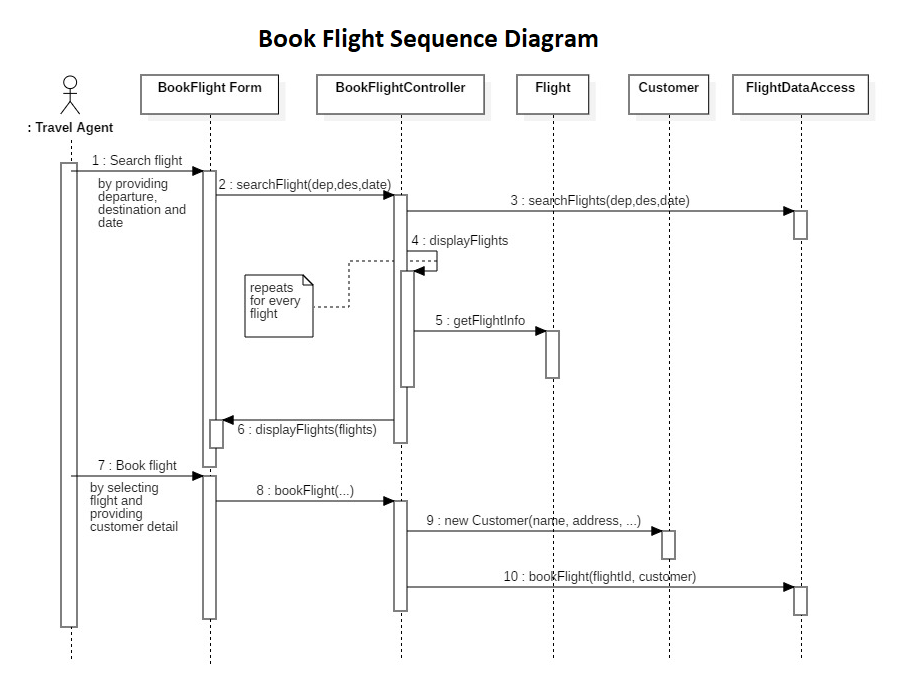 Book Flight Sequence Diagram
: Travel Agent
BookFlight Form
BookFlightController
Flight
Customer
FlightDataAccess
1 : Search flight
by providing
departure,
destination and
date
2 : searchFlight(dep,des,date)
3 : searchFlights(dep,des,date)
4 : displayFlights
repeats
for every
flight
5 : getFlightInfo
6 : displayFlights(flights)
7 : Book flight
by selecting
flight and
providing
customer detail
8 : bookFlight(...)
9 : new Customer(name, address, ...)
10 : bookFlight(flightId, customer)